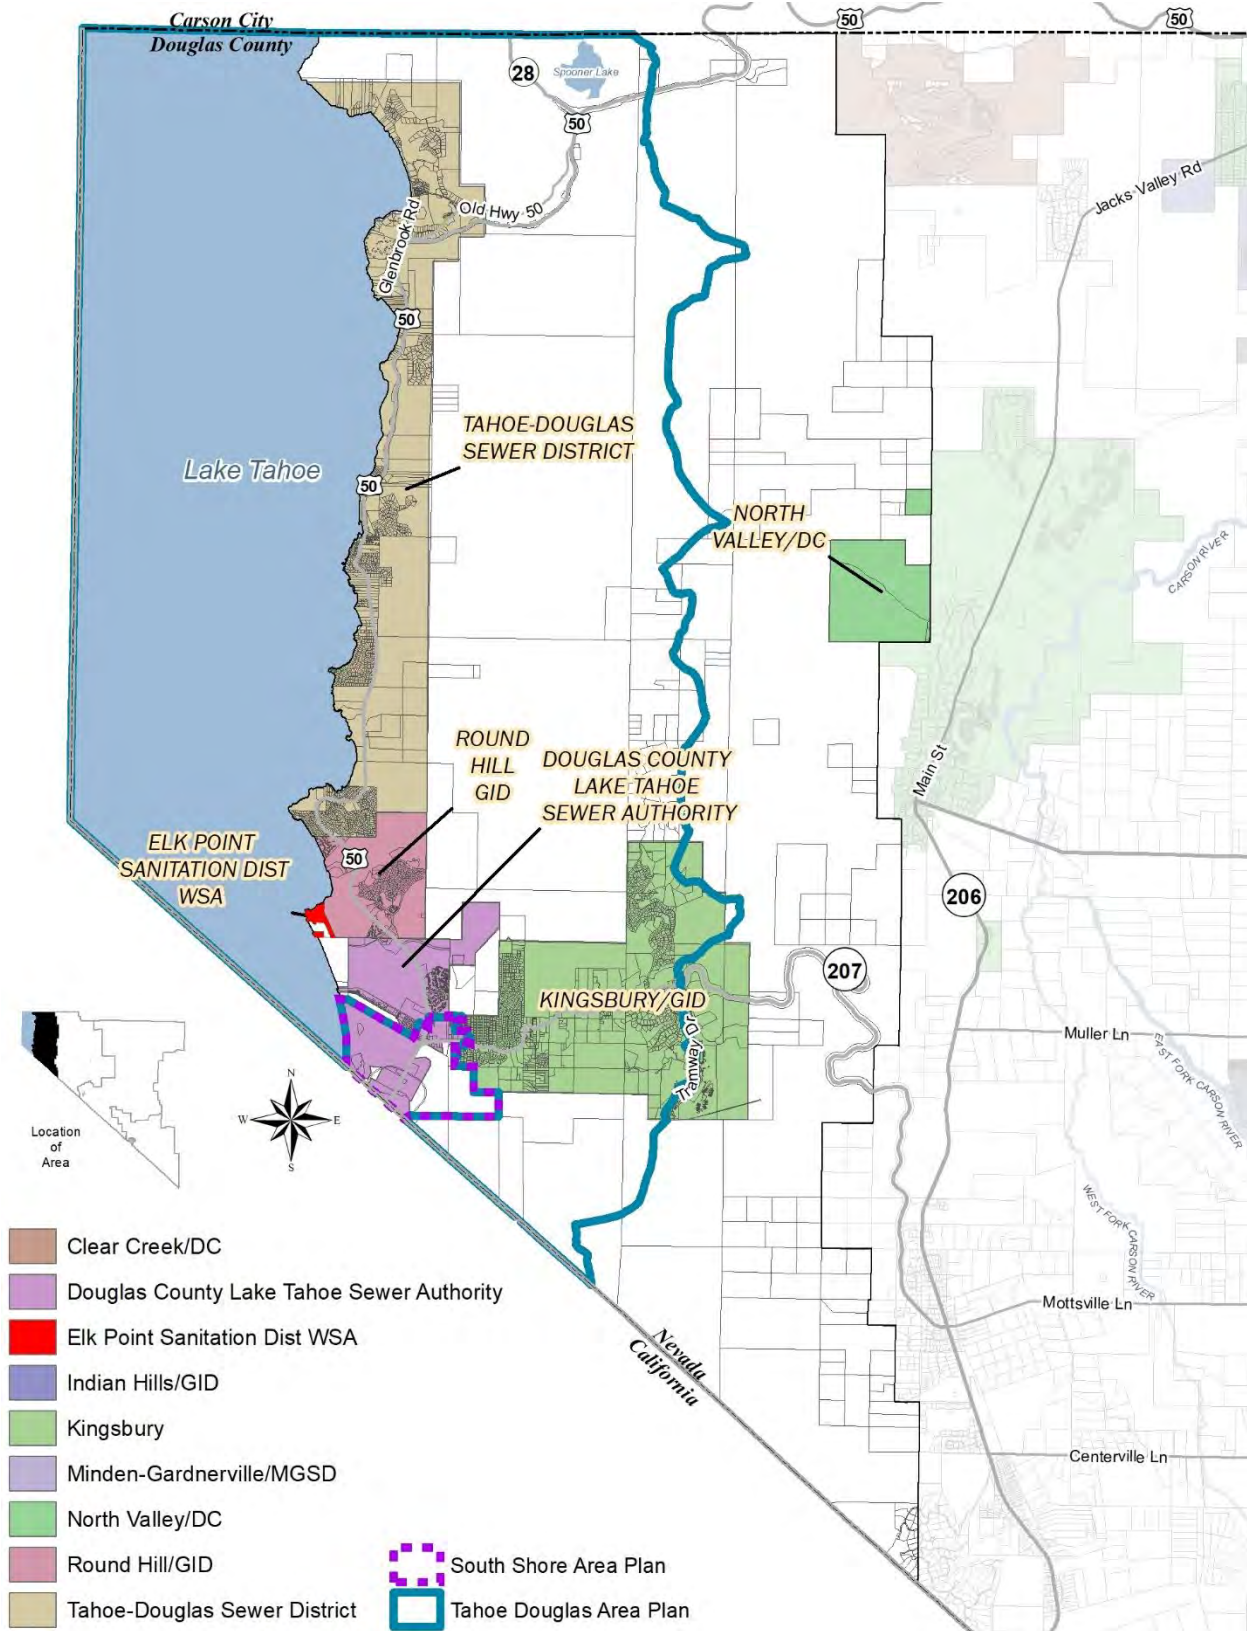 Carson City
Douglas County
50
50
28
Spooner Lake
50
Jacks Valley Rd
Old Hwy 50
Glenbrook Rd
50
TAHOE-DOUGLAS
SEWER DISTRICT
Lake Tahoe
50
NORTH
VALLEY/DC
CARSON RIVER
ROUND
HILL
GID
DOUGLAS COUNTY
LAKE TAHOE
SEWER AUTHORITY
Main St
ELK POINT
SANITATION DIST
WSA
50
206
207
KINGSBURY/GID
Tramway Dr
Muller Ln
EAST FORK CARSON RIVER
Location
of
Area
N
W
E
S
WEST FORK CARSON RIVER
Mottsville Ln
Nevada
California
Centerville Ln
Clear Creek/DC
Douglas County Lake Tahoe Sewer Authority
Elk Point Sanitation Dist WSA
Indian Hills/GID
Kingsbury
Minden-Gardnerville/MGSD
North Valley/DC
Round Hill/GID
Tahoe-Douglas Sewer District
South Shore Area Plan
Tahoe Douglas Area Plan